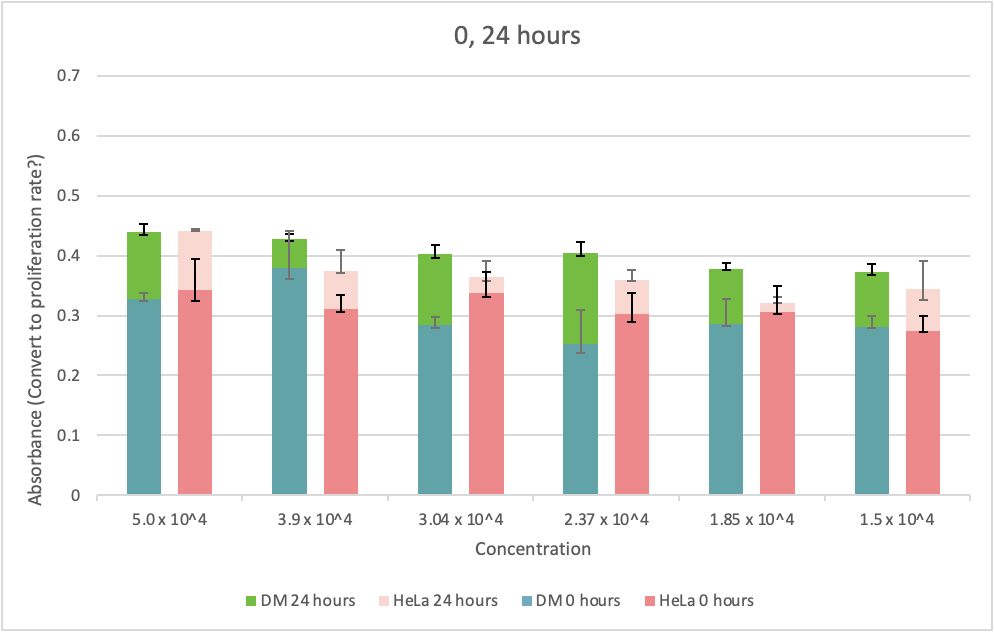 0, 24 hours
Absorbance (Convert to proliferation rate?)
0.7
0.6
0.5
0.4
0.3
0.2
0.1
0
5.0 x 10^4 3.9 x 10^4 3.04 x 10^4 2.37 x 10^4 1.85 x 10^4 1.5 x 10^4
Concentration
DM 24 hours HeLa 24 hours DM 0 hours HeLa 0 hours